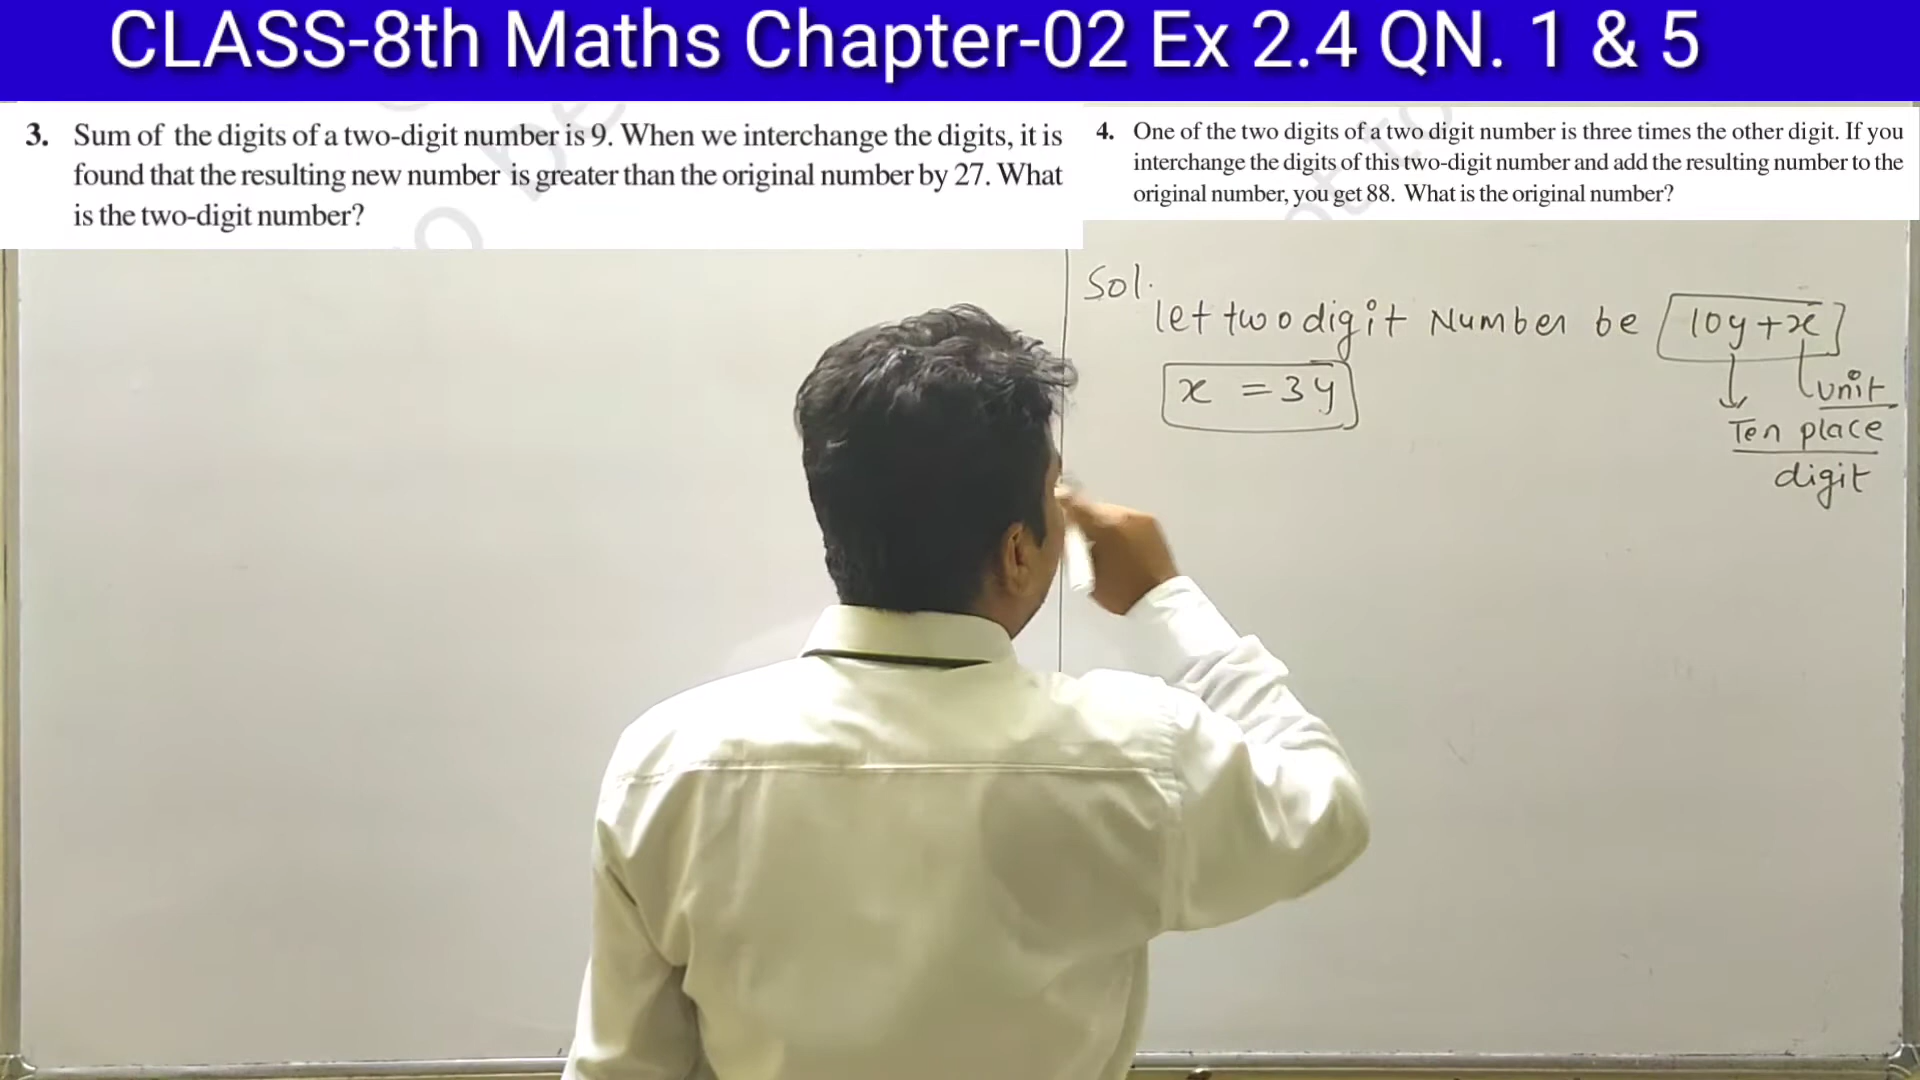 CLASS-8th Maths Chapter-02 Ex 2.4 QN. 1 & 5
3. Sum of the digits of a two-digit number is 9. When we interchange the digits, it is
found that the resulting new number is greater than the original number by 27. What
is the two-digit number?
4. One of the two digits of a two digit number is three times the other digit. If you
interchange the digits of this two-digit number and add the resulting number to the
original number, you get 88. What is the original number?
Sol.
let two digit Number be 10y+x
x = 3y
unit
Ten place
digit